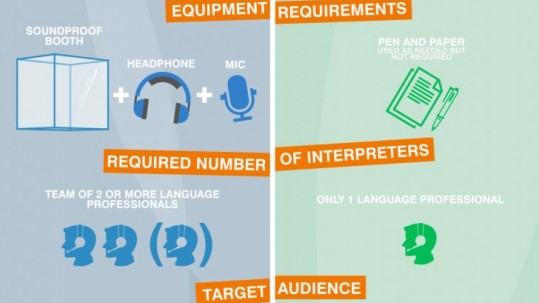 EQUIPMENT REQUIREMENTS
SOUNDPROOF
BOOTH
HEADPHONE
MIC
PEN AND PAPER
USED AS NEEDED BUT
NOT REQUIRED
REQUIRED NUMBER OF INTERPRETERS
TEAM OF 2 OR MORE LANGUAGE
PROFESSIONALS
ONLY 1 LANGUAGE PROFESSIONAL
TARGET AUDIENCE